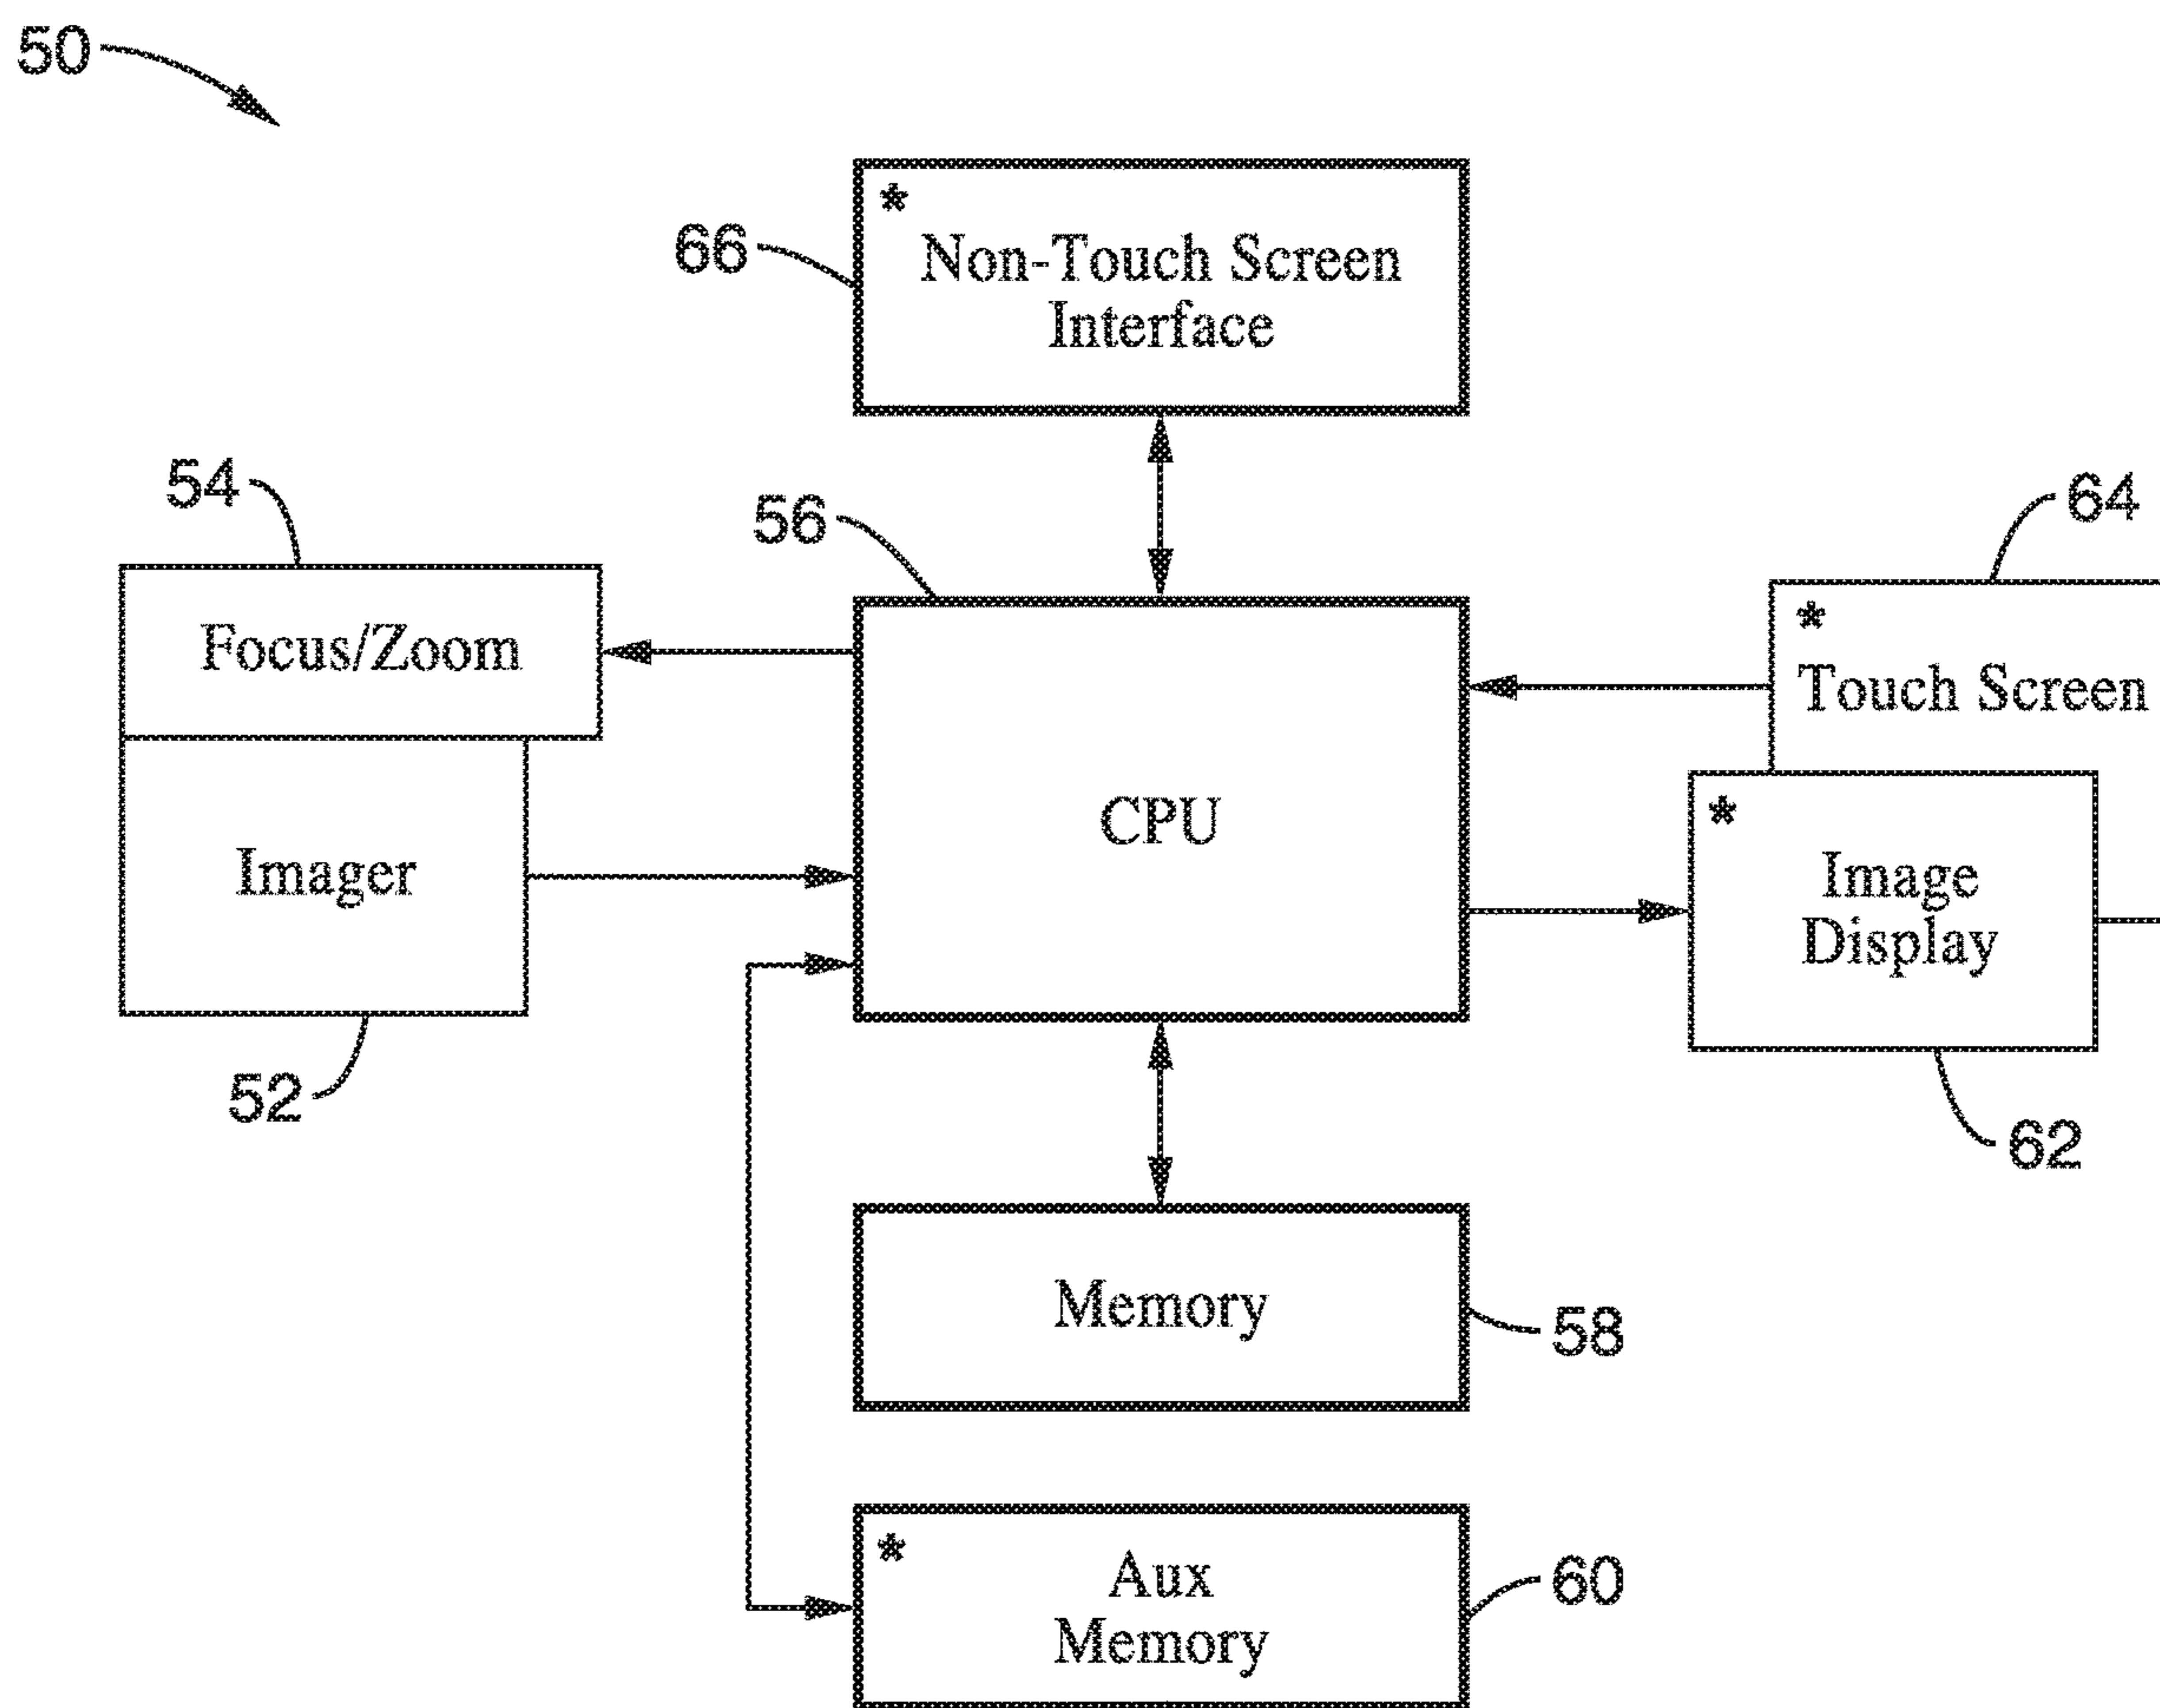 50
*
66
Non-Touch Screen
Interface
54
56
64
Focus/Zoom
*
Touch Screen
CPU
*
Imager
Image
Display
52
62
Memory
58
*
Aux
60
Memory